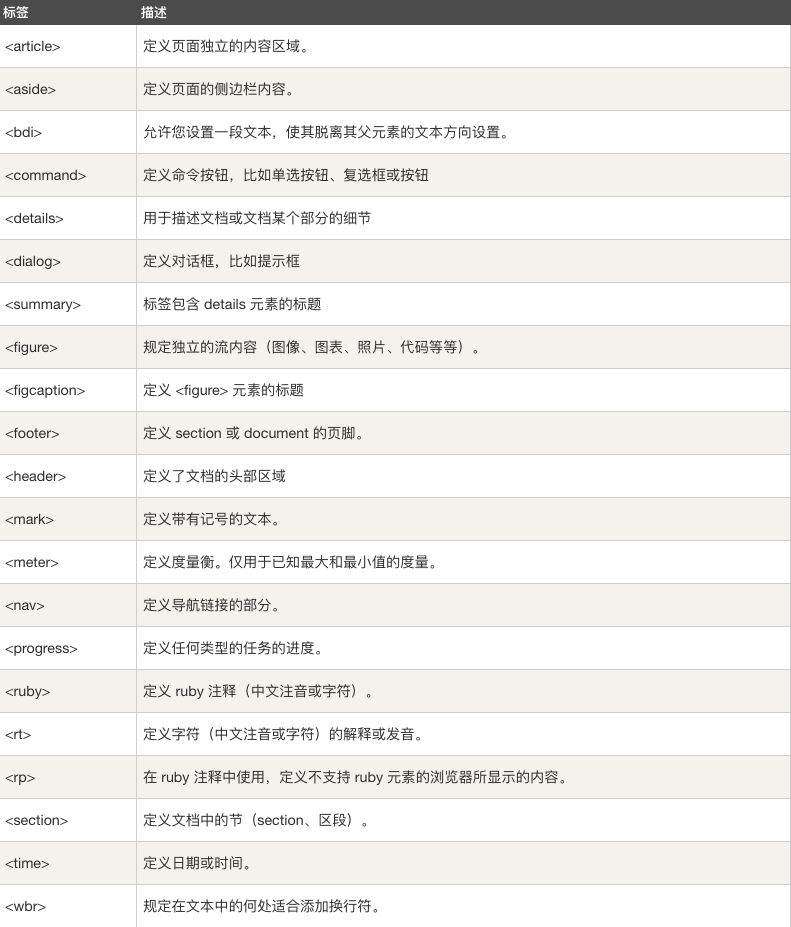 标签 描述
<article> 定义页面独立的内容区域。
<aside> 定义页面的侧边栏内容。
<bdi> 允许您设置一段文本，使其脱离其父元素的文本方向设置。
<command> 定义命令按钮，比如单选按钮、复选框或按钮
<details> 用于描述文档或文档某个部分的细节
<dialog> 定义对话框，比如提示框
<summary> 标签包含 details 元素的标题
<figure> 规定独立的流内容（图像、图表、照片、代码等等）。
<figcaption> 定义 <figure> 元素的标题
<footer> 定义 section 或 document 的页脚。
<header> 定义了文档的头部区域
<mark> 定义带有记号的文本。
<meter> 定义度量衡。仅用于已知最大和最小值的度量。
<nav> 定义导航链接的部分。
<progress> 定义任何类型的任务的进度。
<ruby> 定义 ruby 注释（中文注音或字符）。
<rt> 定义字符（中文注音或字符）的解释或发音。
<rp> 在 ruby 注释中使用，定义不支持 ruby 元素的浏览器所显示的内容。
<section> 定义文档中的节（section、区段）。
<time> 定义日期或时间。
<wbr> 规定在文本中的何处适合添加换行符。